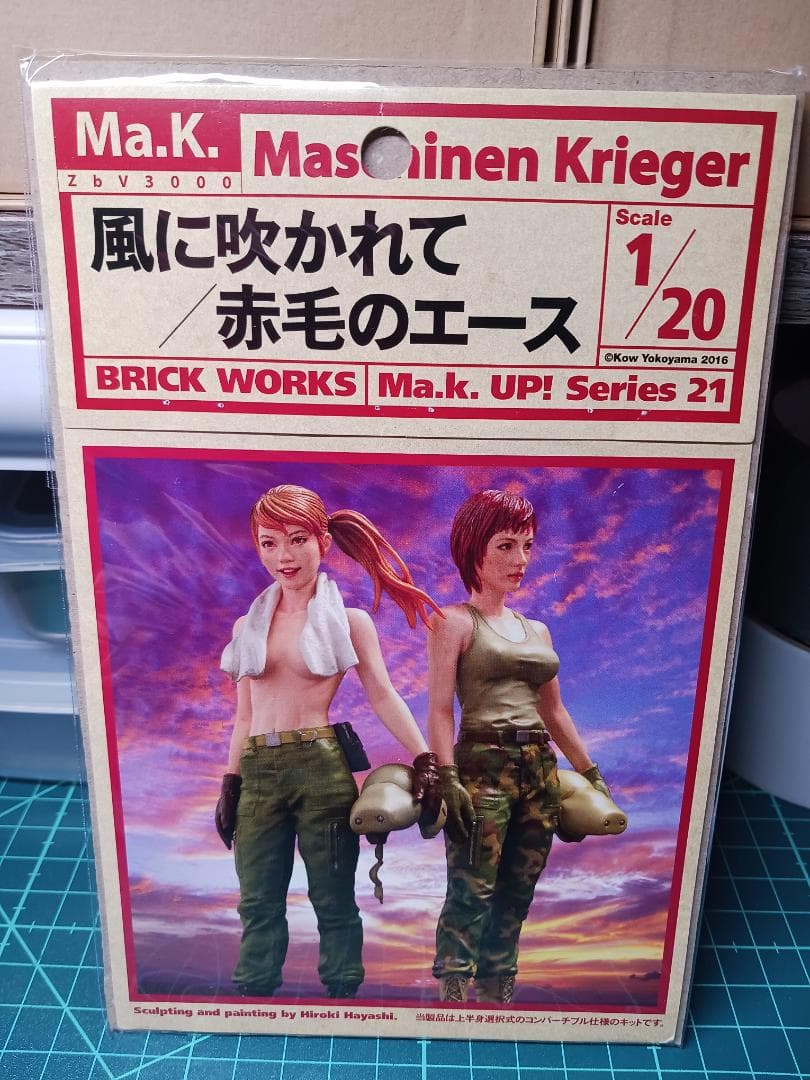 Ma.K.
ZbV3000
Mas hinen Krieger
風に吹かれて
／赤毛のエース
Scale
1/20
©Kow Yokoyama 2016
BRICK WORKS
Ma.k. UP! Series 21
Sculpting and painting by Hiroki Hayashi.
当製品は上半身選択式のコンバーチブル仕様のキットです。